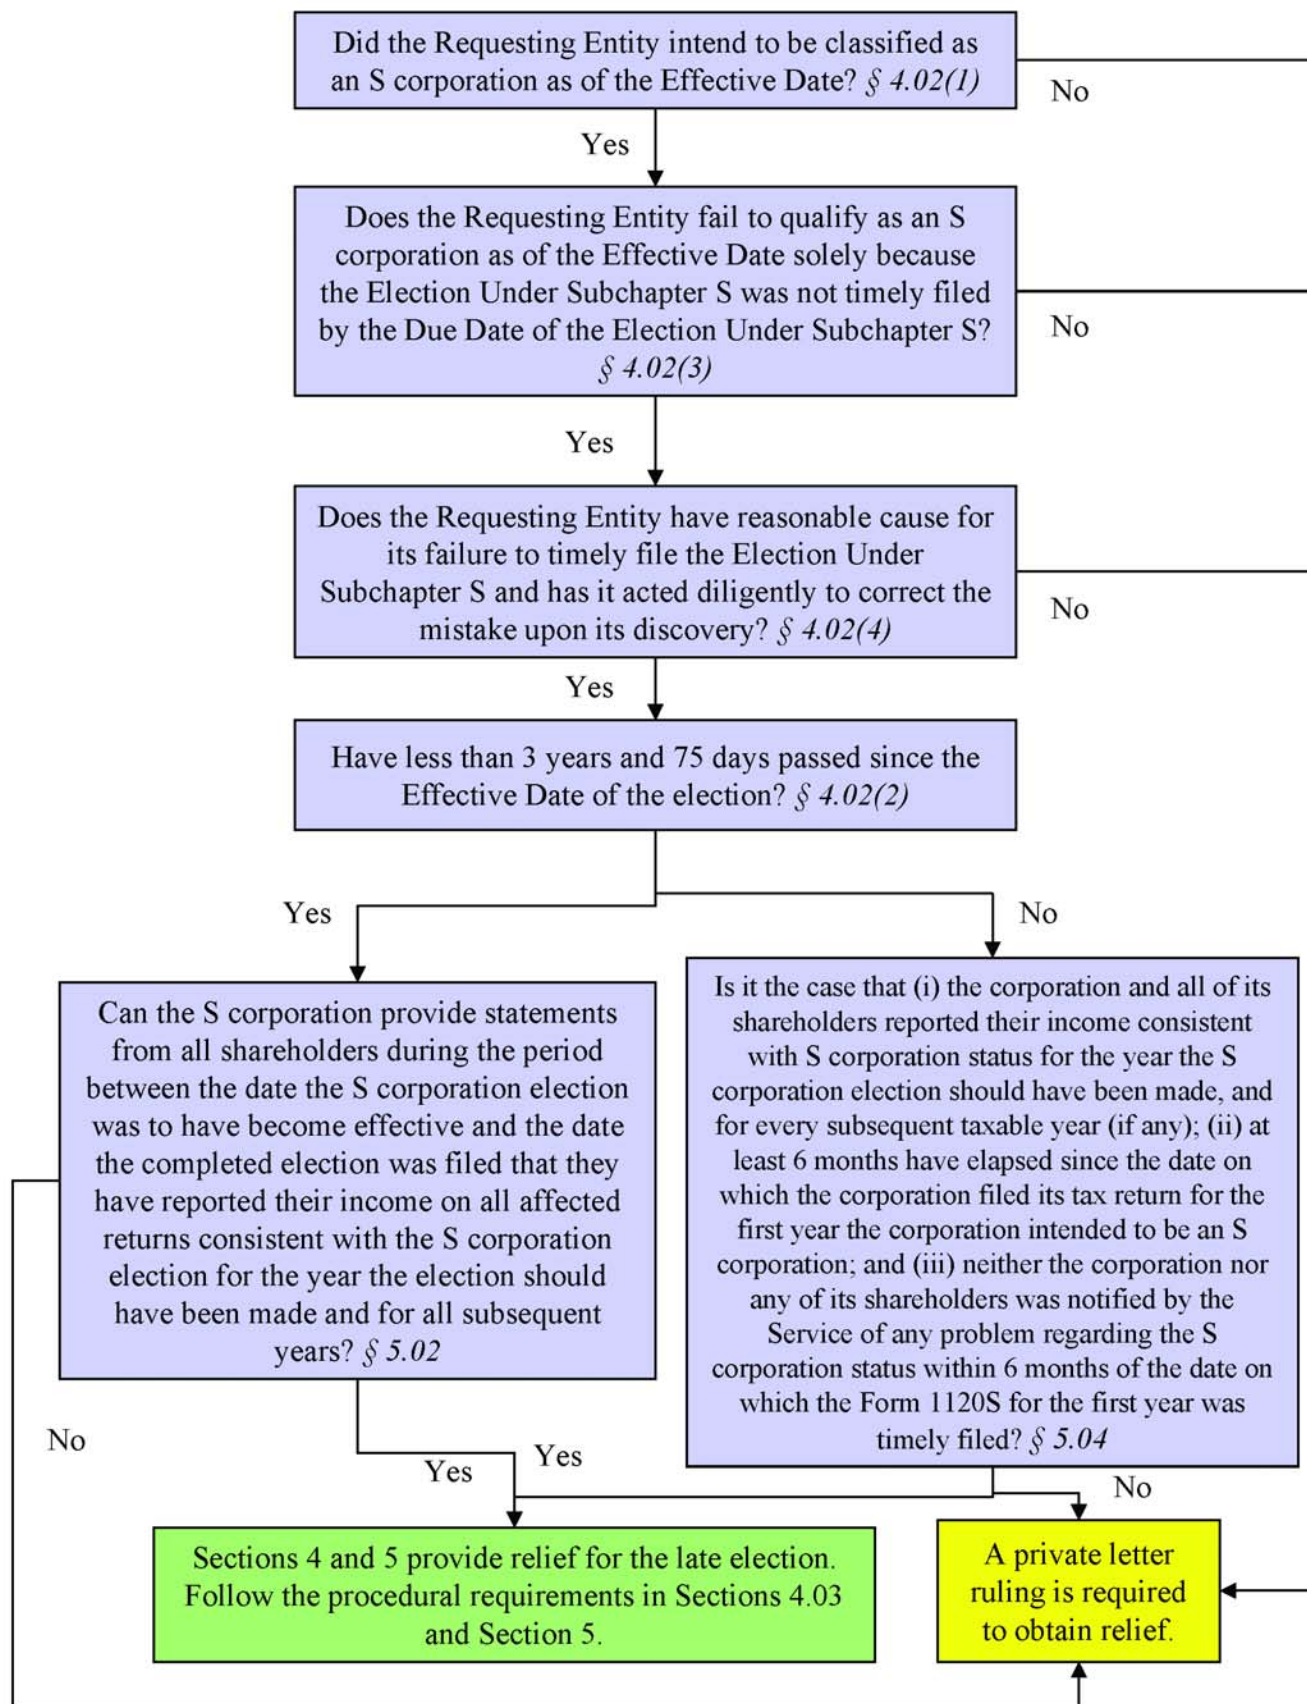 Did the Requesting Entity intend to be classified as
an S corporation as of the Effective Date? § 4.02(1)
No
Yes
Does the Requesting Entity fail to qualify as an S
corporation as of the Effective Date solely because
the Election Under Subchapter S was not timely filed
by the Due Date of the Election Under Subchapter S?
§ 4.02(3)
No
Yes
Does the Requesting Entity have reasonable cause for
its failure to timely file the Election Under
Subchapter S and has it acted diligently to correct the
mistake upon its discovery? § 4.02(4)
No
Yes
Have less than 3 years and 75 days passed since the
Effective Date of the election? § 4.02(2)
Yes
No
Can the S corporation provide statements
from all shareholders during the period
between the date the S corporation election
was to have become effective and the date
the completed election was filed that they
have reported their income on all affected
returns consistent with the S corporation
election for the year the election should
have been made and for all subsequent
years? § 5.02
Is it the case that (i) the corporation and all of its
shareholders reported their income consistent
with S corporation status for the year the S
corporation election should have been made, and
for every subsequent taxable year (if any); (ii) at
least 6 months have elapsed since the date on
which the corporation filed its tax return for the
first year the corporation intended to be an S
corporation; and (iii) neither the corporation nor
any of its shareholders was notified by the
Service of any problem regarding the S
corporation status within 6 months of the date on
which the Form 1120S for the first year was
timely filed? § 5.04
No
Yes
Yes
No
Sections 4 and 5 provide relief for the late election.
Follow the procedural requirements in Sections 4.03
and Section 5.
A private letter
ruling is required
to obtain relief.